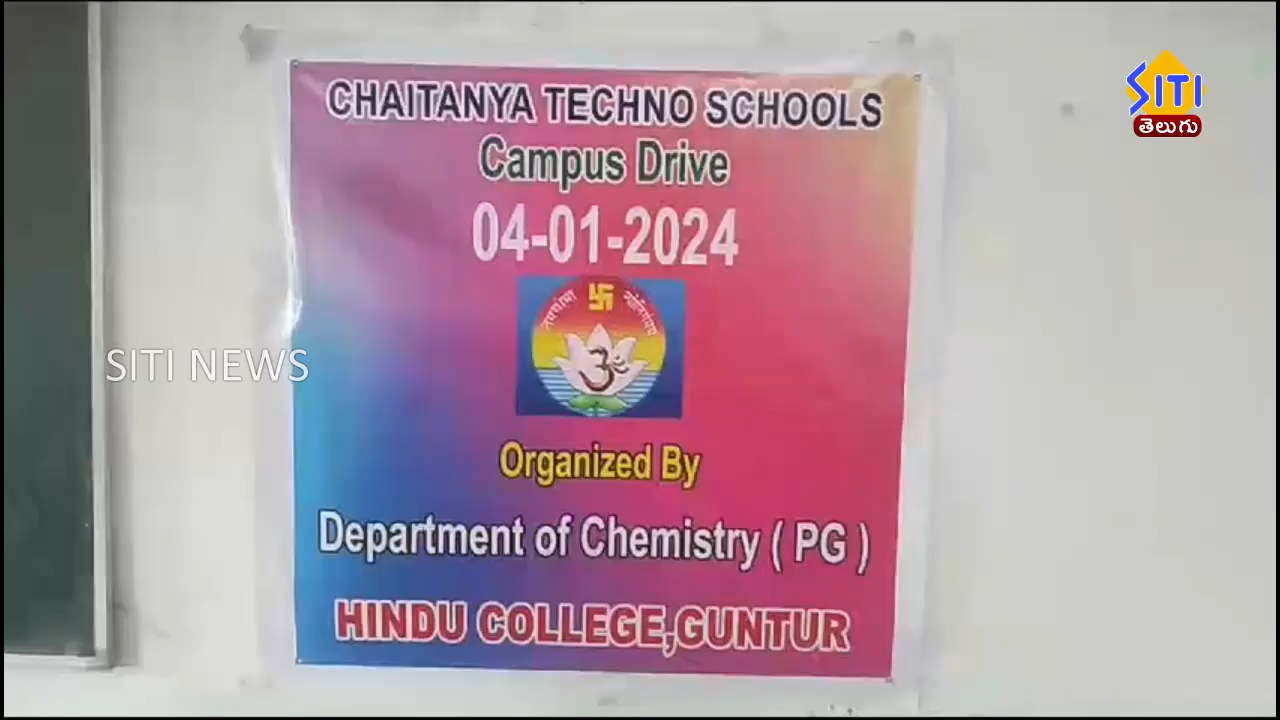 CHAITANYA TECHNO SCHOOLS
Campus Drive
04-01-2024
Organized By
Department of Chemistry ( PG )
HINDU COLLEGE,GUNTUR
SITI NEWS
SITI
తెలుగు